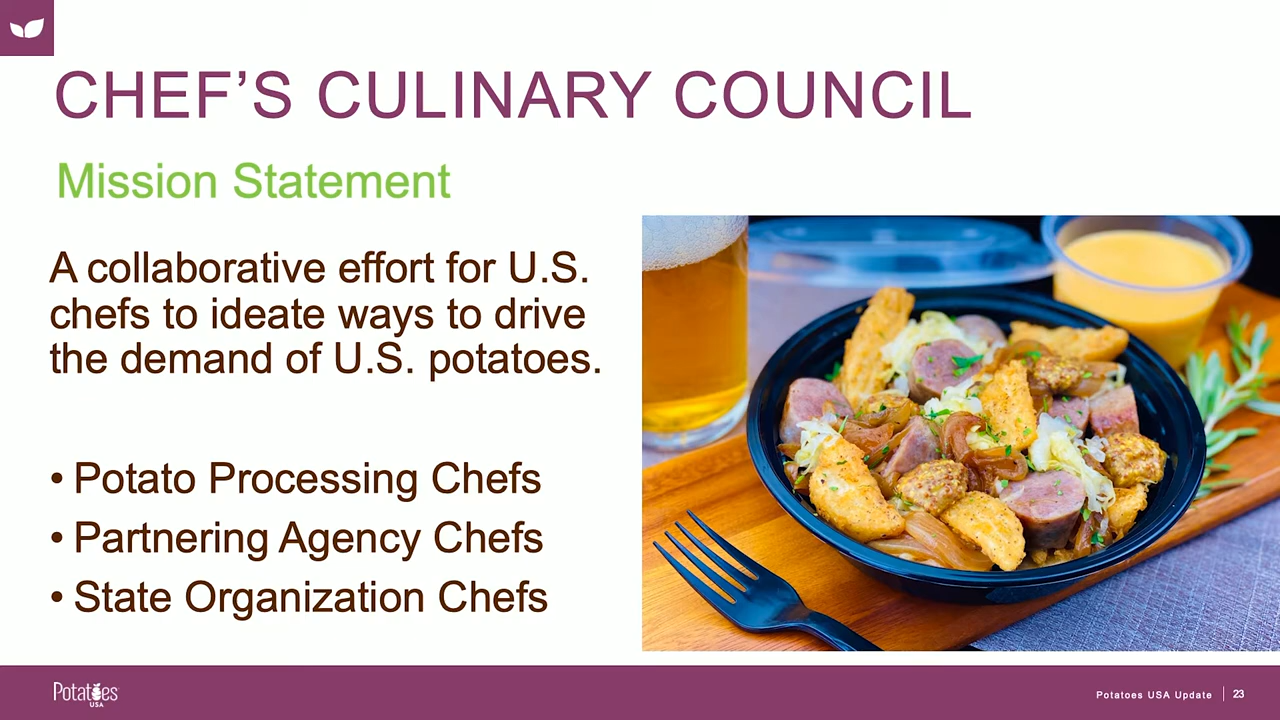 CHEF'S CULINARY COUNCIL
Mission Statement
A collaborative effort for U.S.
chefs to ideate ways to drive
the demand of U.S. potatoes.
• Potato Processing Chefs
• Partnering Agency Chefs
• State Organization Chefs
Potatoes
USA
Potatoes USA Update | 23